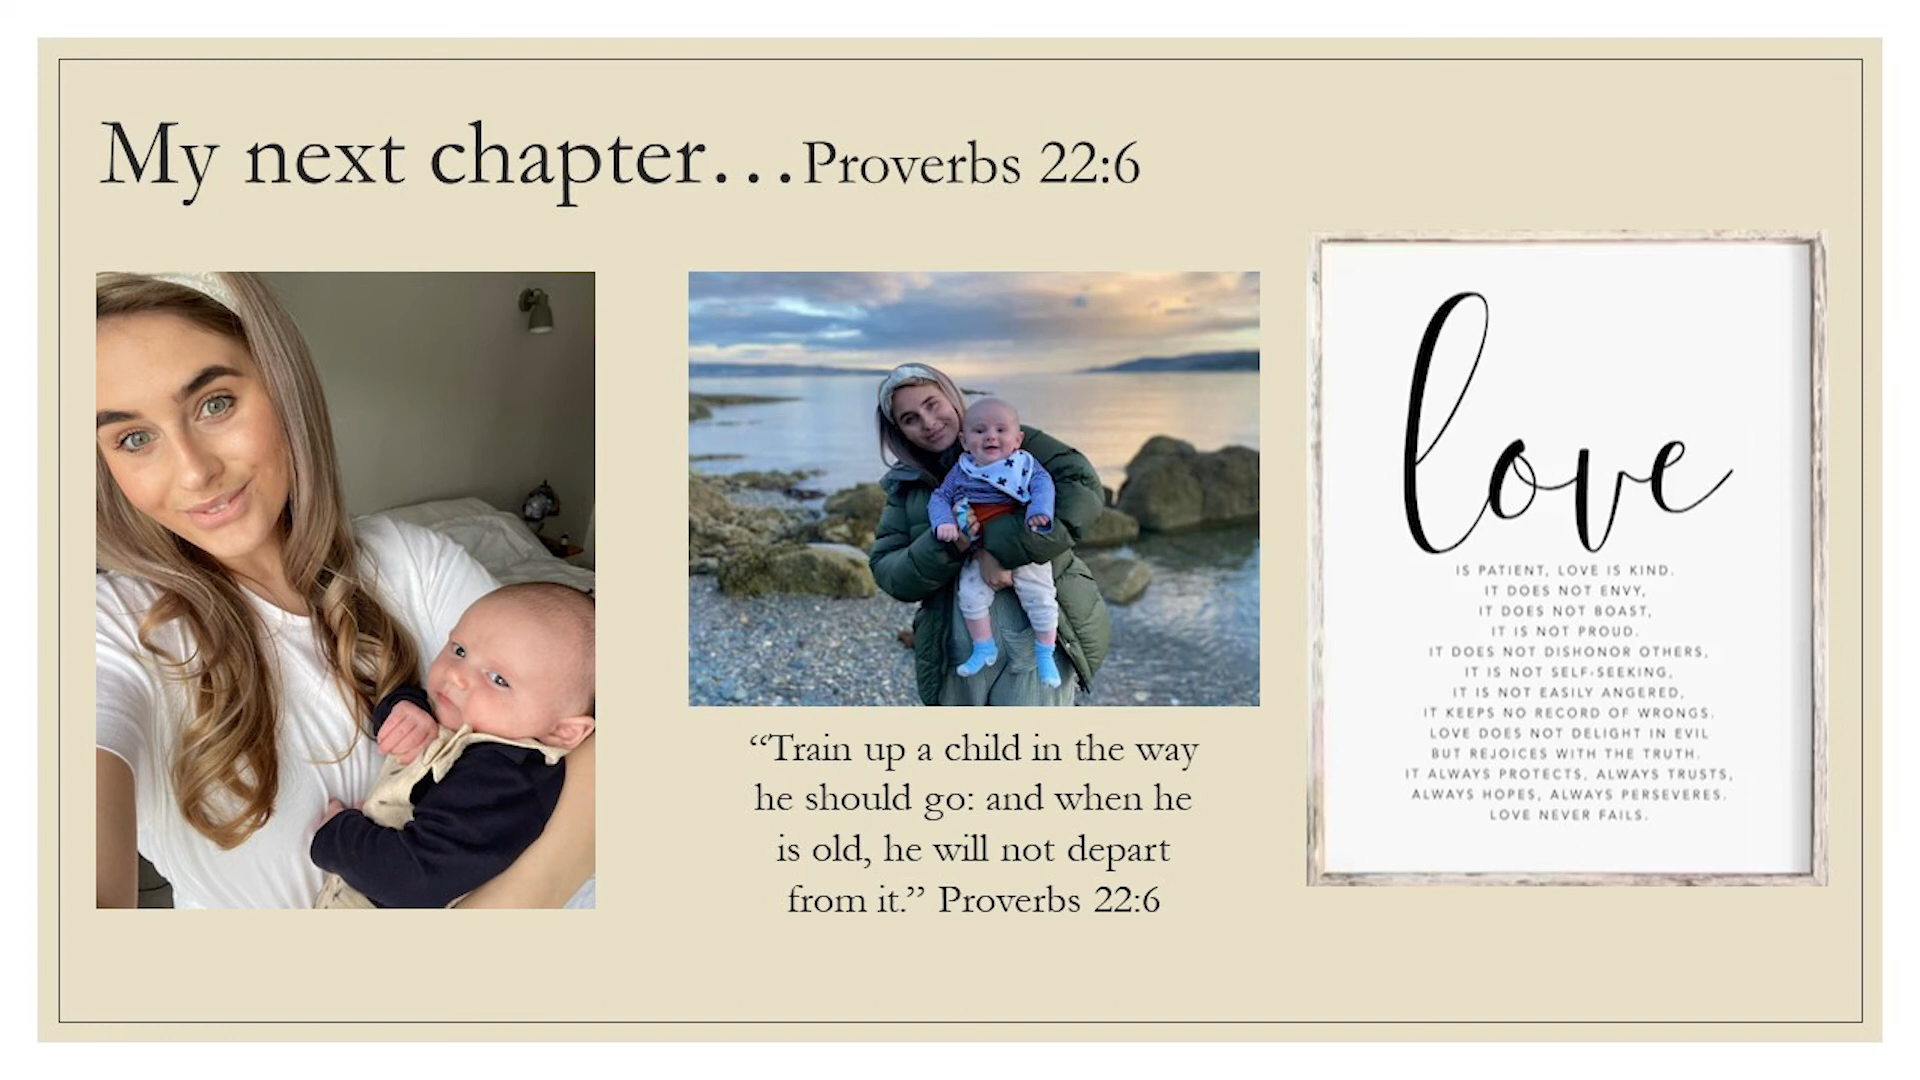 My next chapter…Proverbs 22:6
“Train up a child in the way
he should go: and when he
is old, he will not depart
from it.” Proverbs 22:6
love
IS PATIENT, LOVE IS KIND.
IT DOES NOT ENVY,
IT DOES NOT BOAST,
IT IS NOT PROUD.
IT DOES NOT DISHONOR OTHERS,
IT IS NOT SELF-SEEKING,
IT IS NOT EASILY ANGERED,
IT KEEPS NO RECORD OF WRONGS.
LOVE DOES NOT DELIGHT IN EVIL
BUT REJOICES WITH THE TRUTH.
IT ALWAYS PROTECTS, ALWAYS TRUSTS,
ALWAYS HOPES, ALWAYS PERSEVERES.
LOVE NEVER FAILS.